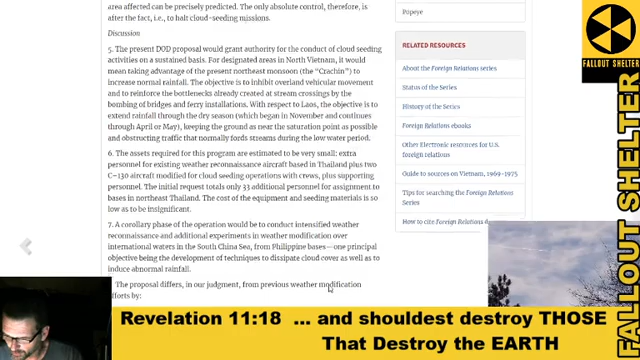 area affected can be precisely predicted. The only absolute control, therefore, is
after the fact, i.e., to halt cloud-seeding missions.
Discussion
5. The present DOD proposal would grant authority for the conduct of cloud seeding
activities on a sustained basis. For designated areas in North Vietnam, it would
mean taking advantage of the present northeast monsoon (the “Crachin”) to
increase normal rainfall. The objective is to inhibit overland vehicular movement
and to reinforce the bottlenecks already created at stream crossings by the
bombing of bridges and ferry installations. With respect to Laos, the objective is to
extend rainfall through the dry season (which began in November and continues
through April or May), keeping the ground as near the saturation point as possible
and obstructing traffic that normally fords streams during the low water period.
6. The assets required for this program are estimated to be very small: extra
personnel for existing weather reconnaissance aircraft based in Thailand plus two
C–130 aircraft modified for cloud seeding operations with crews, plus supporting
personnel. The initial request totals only 33 additional personnel for assignment to
bases in northeast Thailand. The cost of the equipment and seeding materials is so
low as to be insignificant.
7. A corollary phase of the operation would be to conduct intensified weather
reconnaissance and additional experiments in weather modification over
international waters in the South China Sea, from Philippine bases—one principal
objective being the development of techniques to dissipate cloud cover as well as to
induce abnormal rainfall.
The proposal differs, in our judgment, from previous weather modification
fforts by:
Popeye
RELATED RESOURCES
About the Foreign Relations series
Status of the Series
History of the Series
Foreign Relations ebooks
Other Electronic resources for U.S.
foreign relations
Guide to sources on Vietnam, 1969-1975
Tips for searching the Foreign Relations
Series
How to cite Foreign Relations
FALLOUT SHELTER
FALLOUT SHELTER
FALLOUT SHELTER
Revelation 11:18 ... and shouldest destroy THOSE
That Destroy the EARTH